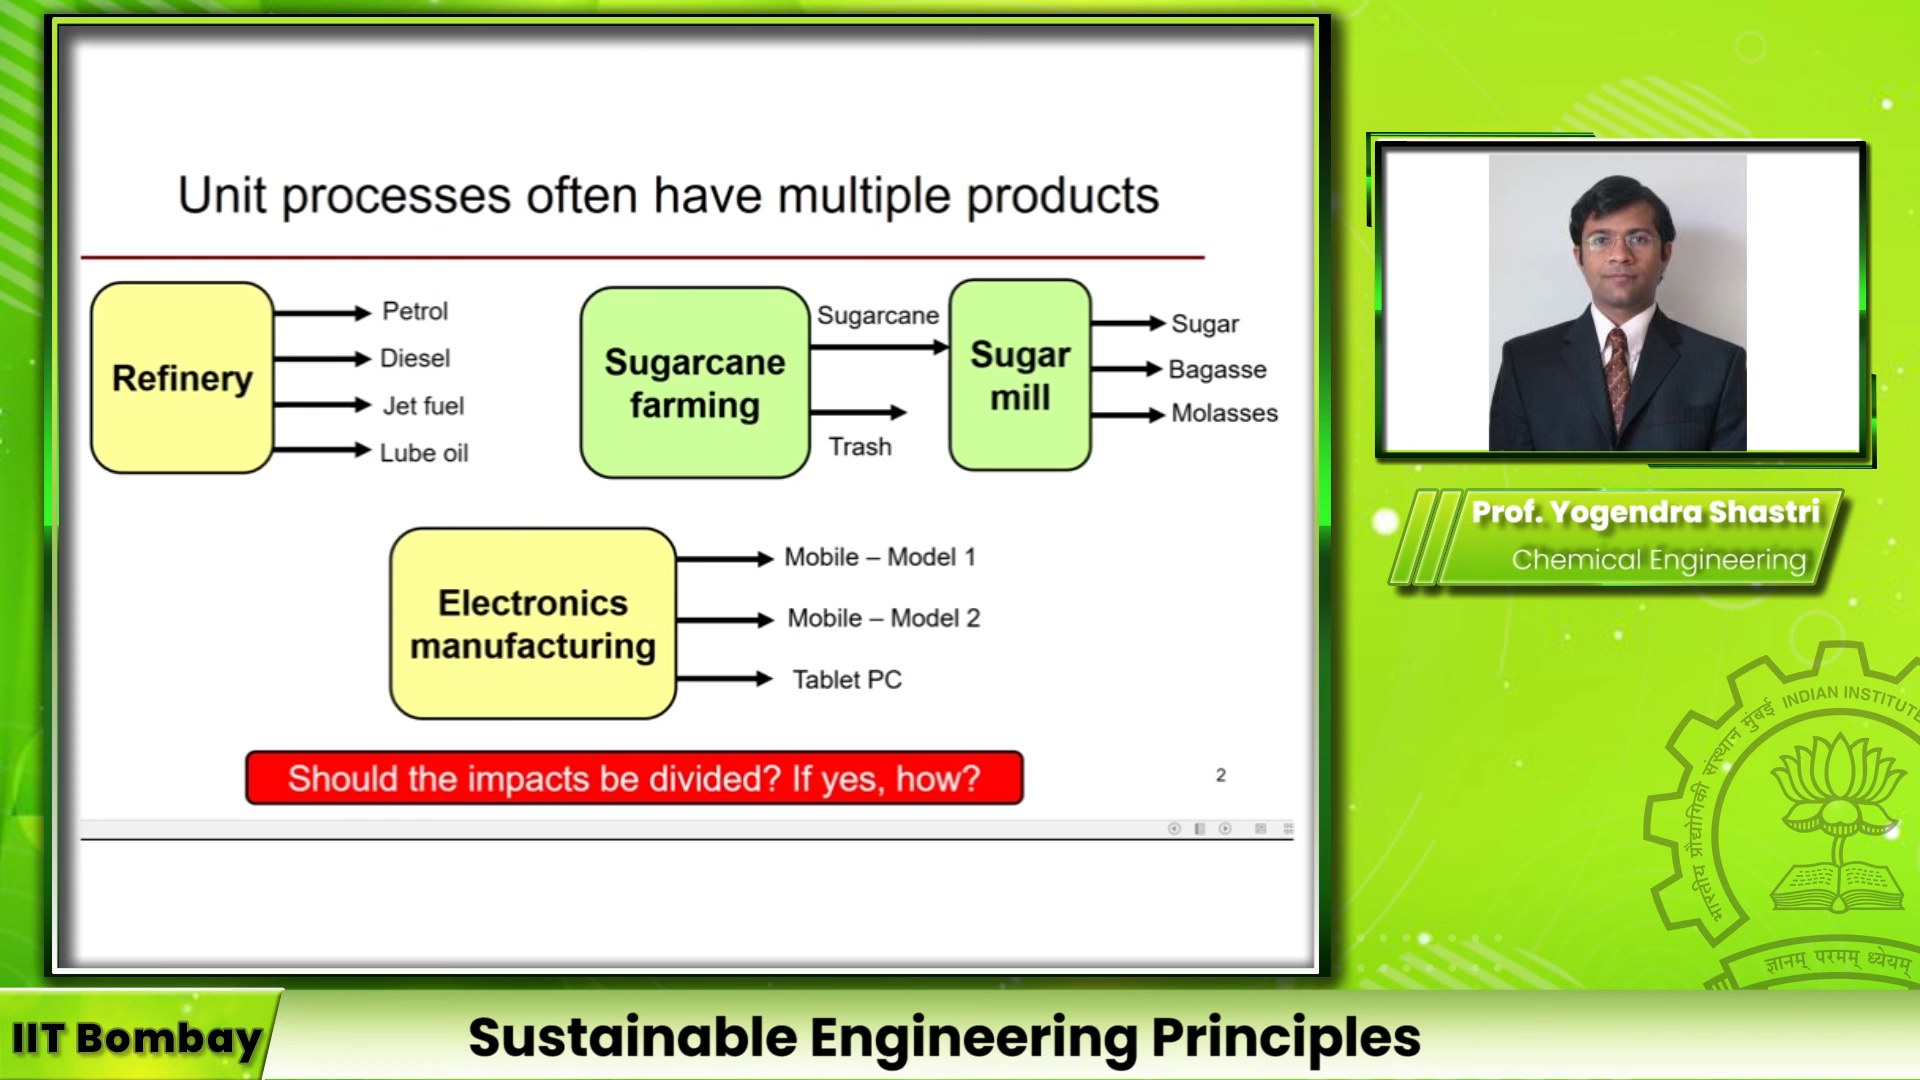 Unit processes often have multiple products
Refinery
Petrol
Diesel
Jet fuel
Lube oil
Sugarcane
farming
Sugarcane
Trash
Sugar
mill
Sugar
Bagasse
Molasses
Electronics
manufacturing
Mobile – Model 1
Mobile – Model 2
Tablet PC
Should the impacts be divided? If yes, how?
2
Prof. Yogendra Shastri
Chemical Engineering
भारतीय प्रौद्योगिकी संस्थान मुंबई INDIAN INSTITUTE
ज्ञानम् परमम् ध्येयम्
IIT Bombay
Sustainable Engineering Principles